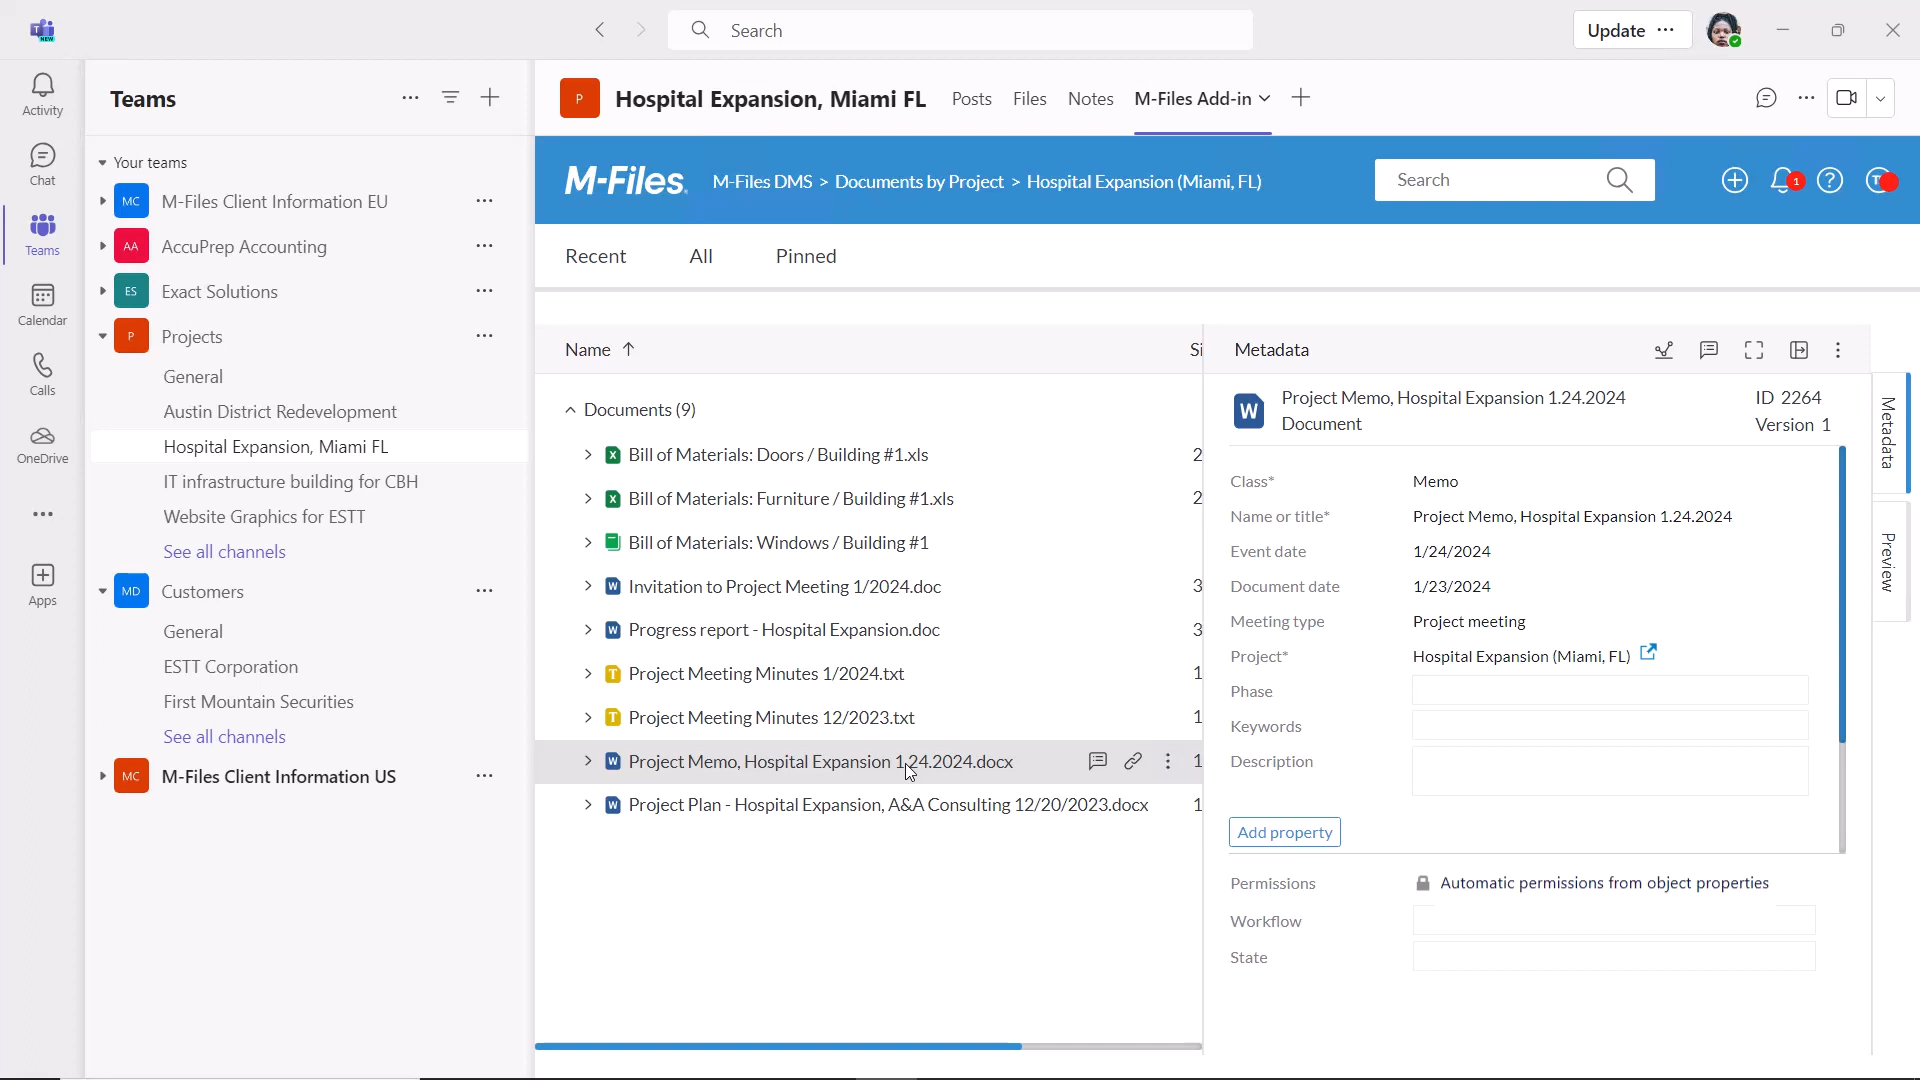 NEW
Search
Update
Activity
Chat
Teams
Calendar
Calls
OneDrive
Apps
Teams
Your teams
MC M-Files Client Information EU
AA AccuPrep Accounting
ES Exact Solutions
P Projects
General
Austin District Redevelopment
Hospital Expansion, Miami FL
IT infrastructure building for CBH
Website Graphics for ESTT
See all channels
MD Customers
General
ESTT Corporation
First Mountain Securities
See all channels
MC M-Files Client Information US
P Hospital Expansion, Miami FL Posts Files Notes M-Files Add-in
M-Files. M-Files DMS > Documents by Project > Hospital Expansion (Miami, FL) Search 1
Recent All Pinned
Name Si
Documents (9)
X Bill of Materials: Doors / Building #1.xls 2
X Bill of Materials: Furniture / Building #1.xls 2
Bill of Materials: Windows / Building #1
W Invitation to Project Meeting 1/2024.doc 3
W Progress report - Hospital Expansion.doc 3
T Project Meeting Minutes 1/2024.txt 1
T Project Meeting Minutes 12/2023.txt 1
W Project Memo, Hospital Expansion 1.24.2024.docx 1
W Project Plan - Hospital Expansion, A&A Consulting 12/20/2023.docx 1
Metadata
W Project Memo, Hospital Expansion 1.24.2024 ID 2264
Document Version 1
Class* Memo
Name or title* Project Memo, Hospital Expansion 1.24.2024
Event date 1/24/2024
Document date 1/23/2024
Meeting type Project meeting
Project* Hospital Expansion (Miami, FL)
Phase
Keywords
Description
Add property
Permissions Automatic permissions from object properties
Workflow
State
Metadata
Preview